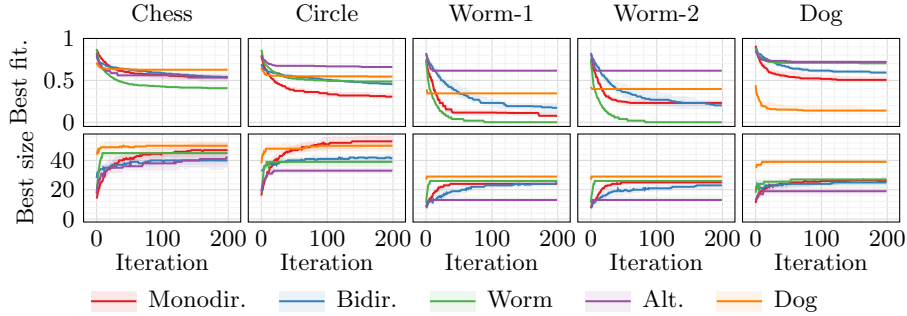 Chess Circle Worm-1 Worm-2 Dog
Best fit.
1
0.5
0
Best size
40
20
0
0 100 200 0 100 200 0 100 200 0 100 200 0 100 200
Iteration Iteration Iteration Iteration Iteration
Monodir. Bidir. Worm Alt. Dog